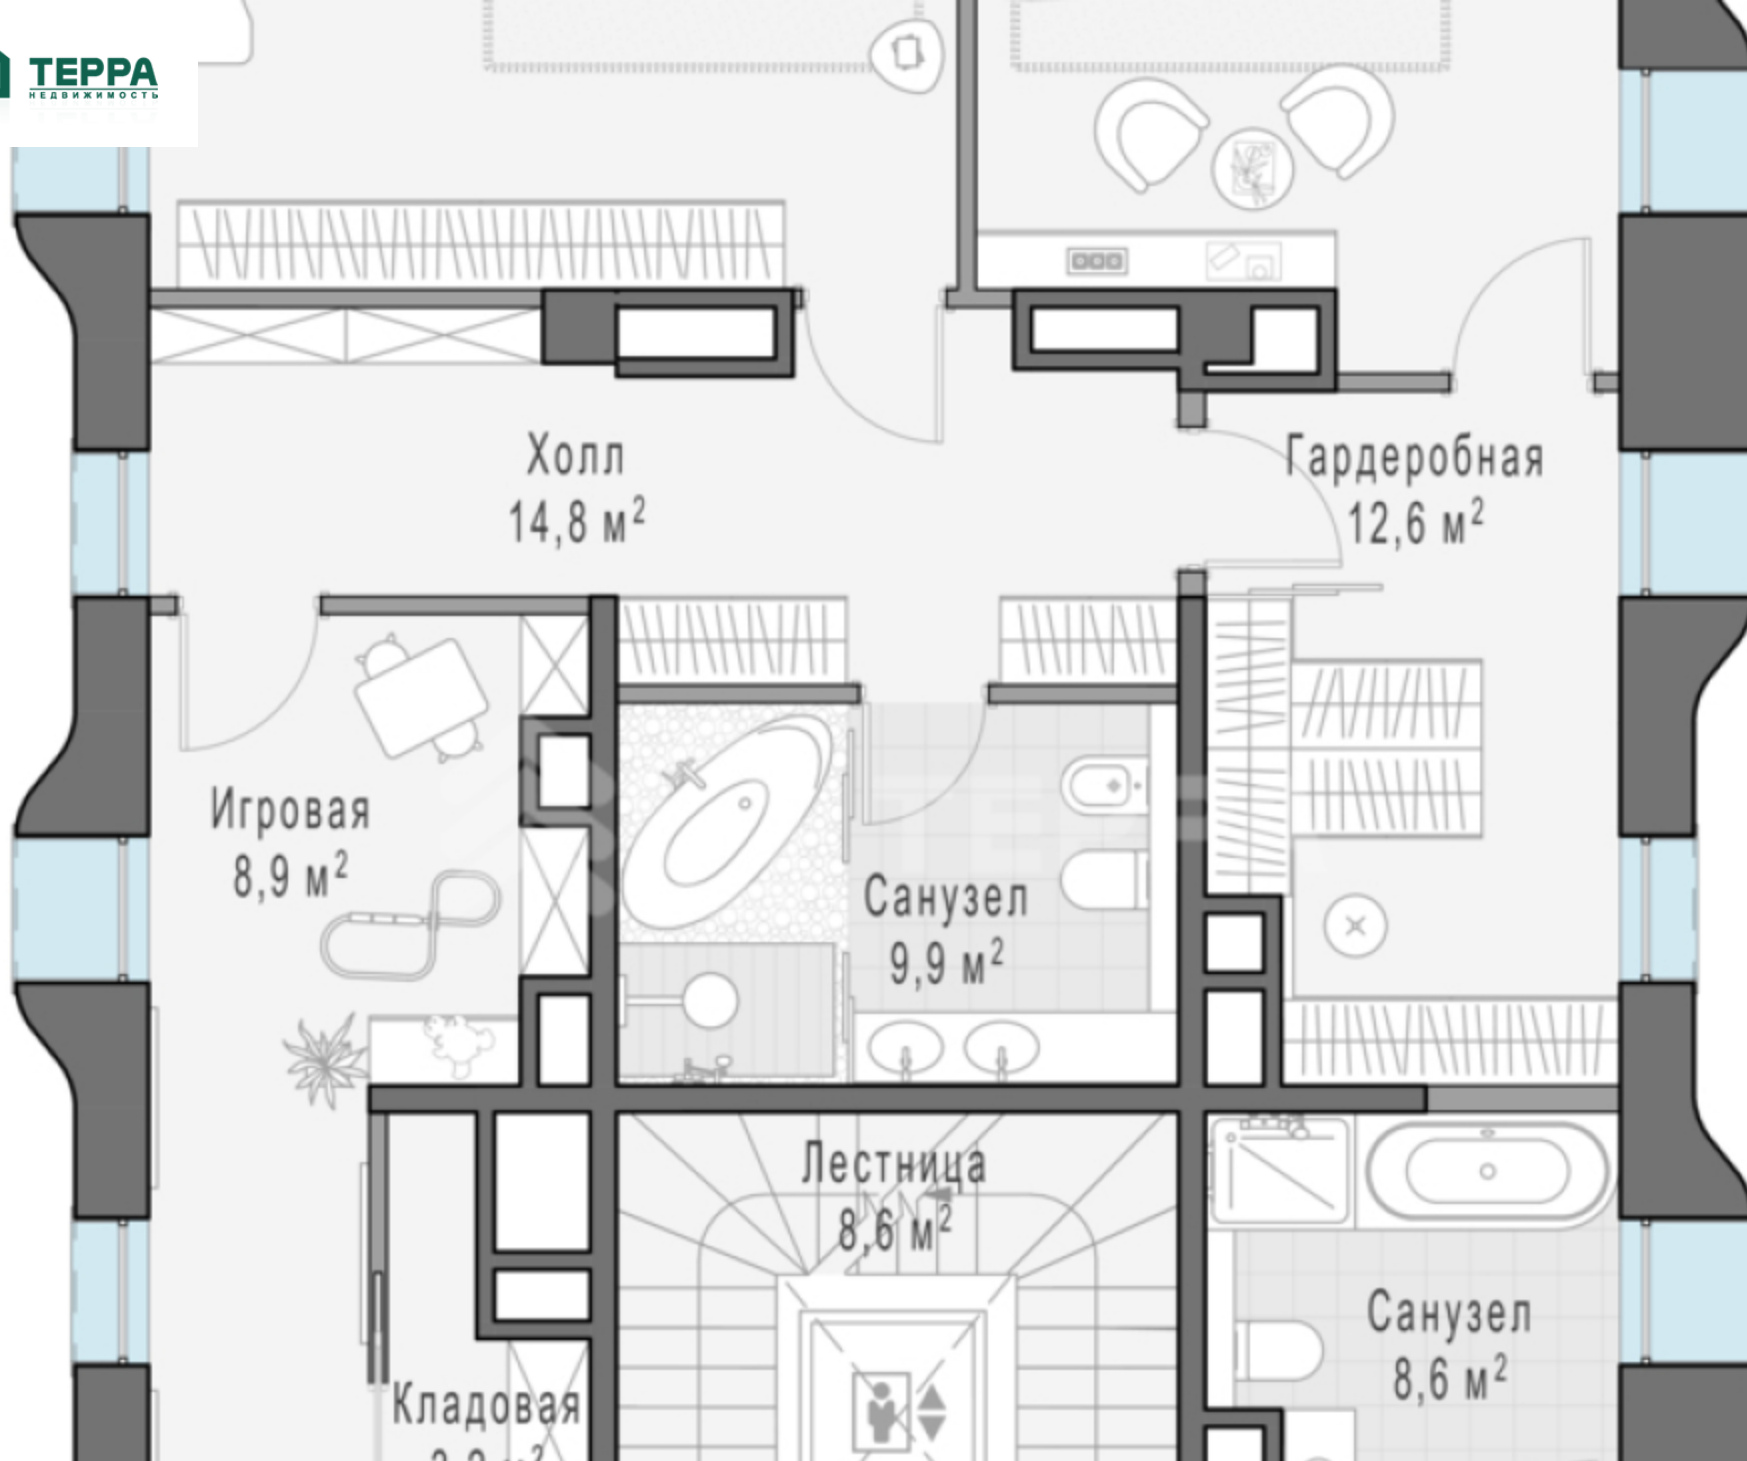 ТЕРРА
НЕДВИЖИМОСТЬ
Холл
14,8 м²
Гардеробная
12,6 м²
Игровая
8,9 м²
Санузел
9,9 м²
Лестница
8,6 м²
Санузел
8,6 м²
Кладовая